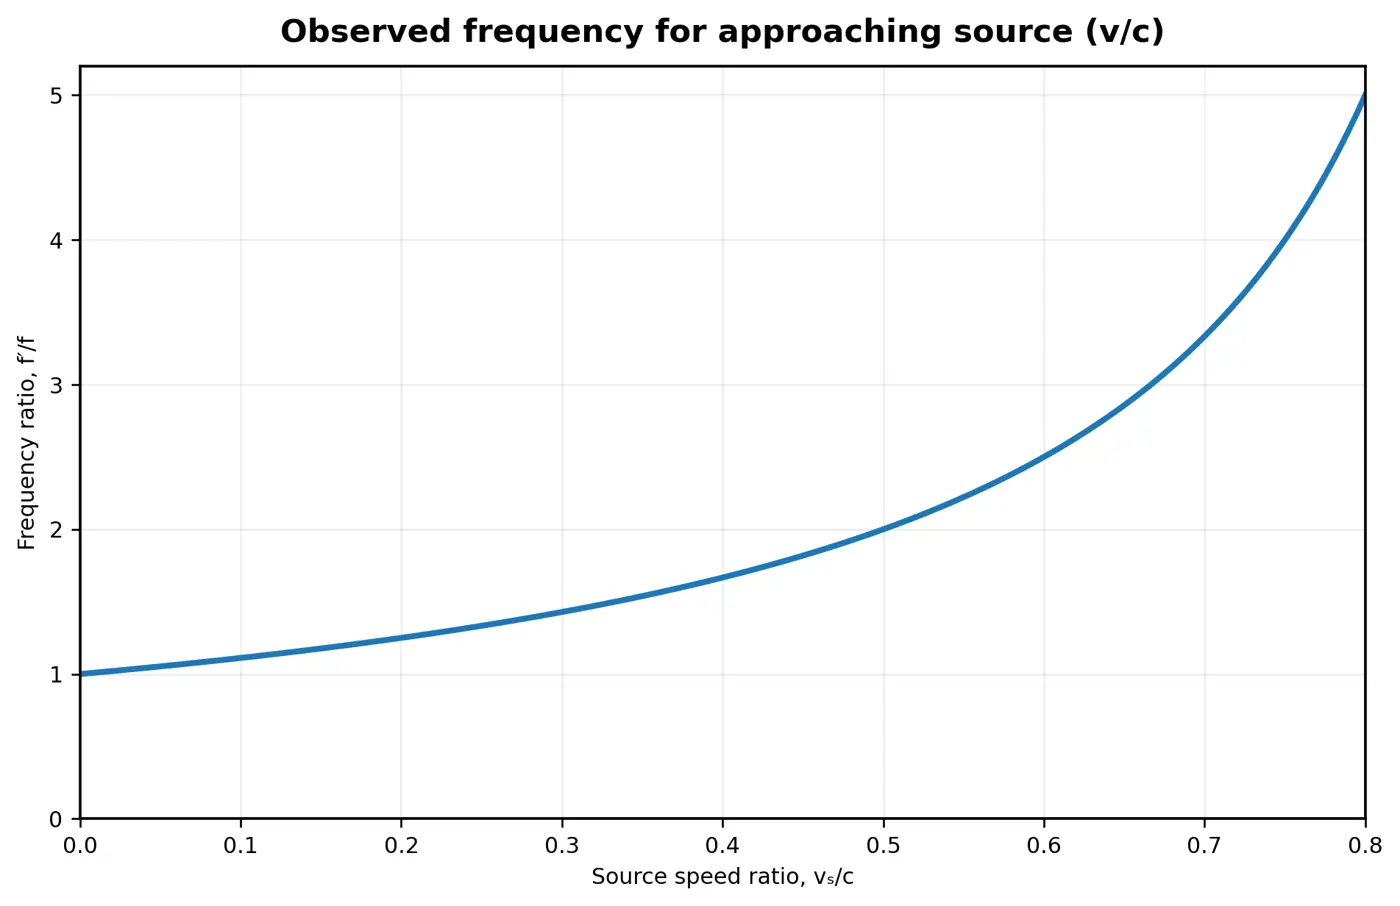 Observed frequency for approaching source (v/c)
5
4
3
2
1
0
Frequency ratio, f′/f
0.0 0.1 0.2 0.3 0.4 0.5 0.6 0.7 0.8
Source speed ratio, vₛ/c